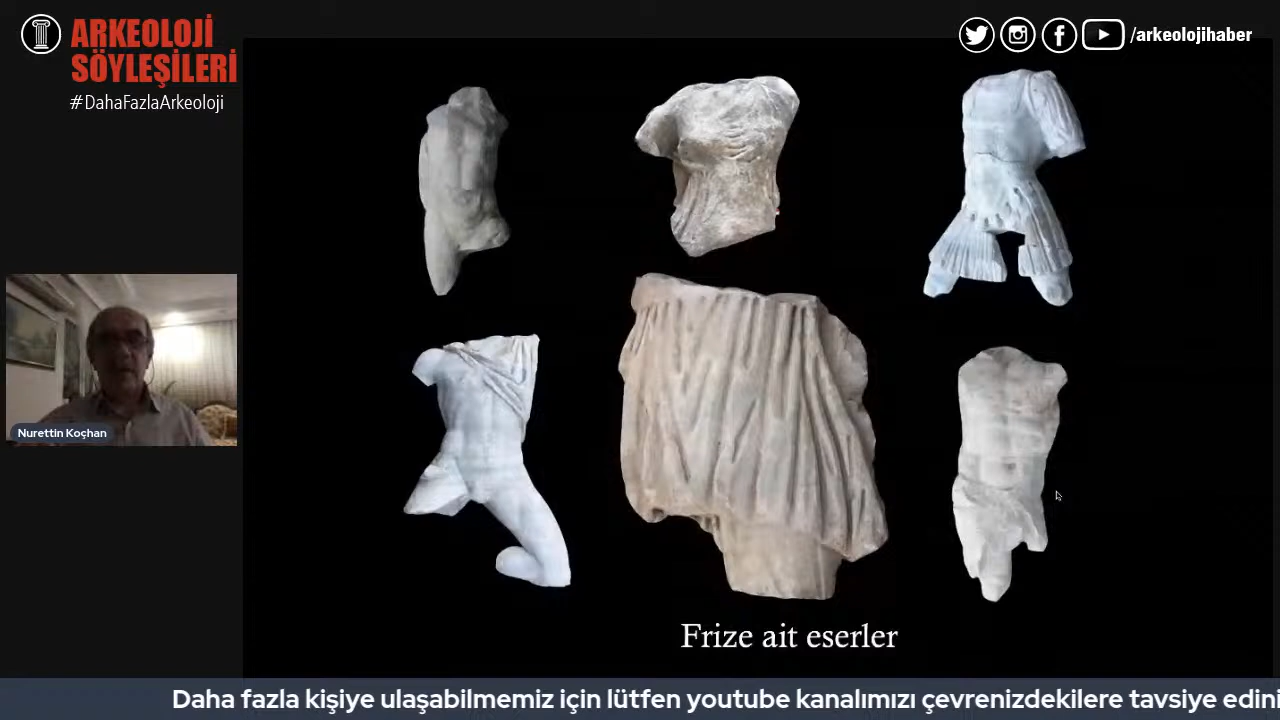 ARKEOLOJİ
SÖYLEŞİLERİ
#DahaFazlaArkeoloji
/arkeolojihaber
Nurettin Koçhan
Frize ait eserler
Daha fazla kişiye ulaşabilmemiz için lütfen youtube kanalımızı çevrenizdekilere tavsiye edini